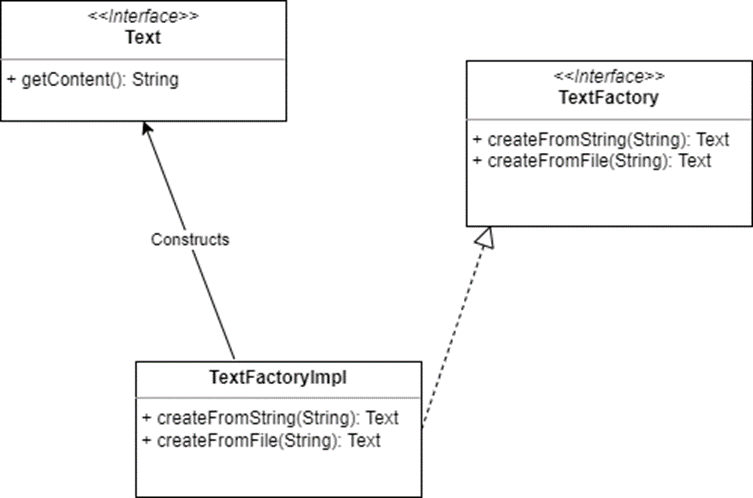 <<Interface>>
Text
+ getContent(): String
<<Interface>>
TextFactory
+ createFromString(String): Text
+ createFromFile(String): Text
Constructs
TextFactoryImpl
+ createFromString(String): Text
+ createFromFile(String): Text